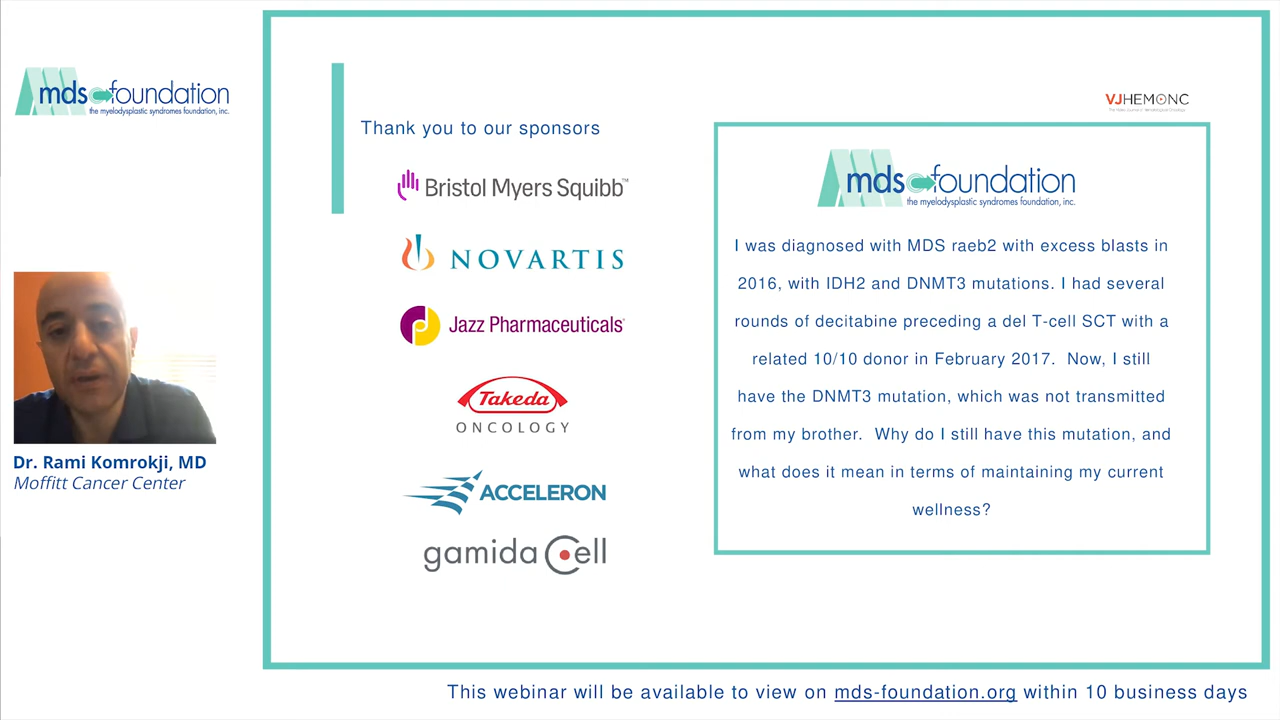 mds foundation
the myelodysplastic syndromes foundation, inc.
Dr. Rami Komrokji, MD
Moffitt Cancer Center
Thank you to our sponsors
Bristol Myers Squibb™
NOVARTIS
Jazz Pharmaceuticals
Takeda
ONCOLOGY
ACCELERON
gamida Cell
VJHEMONC
mds foundation
the myelodysplastic syndromes foundation, inc.
I was diagnosed with MDS raeb2 with excess blasts in
2016, with IDH2 and DNMT3 mutations. I had several
rounds of decitabine preceding a del T-cell SCT with a
related 10/10 donor in February 2017. Now, I still
have the DNMT3 mutation, which was not transmitted
from my brother. Why do I still have this mutation, and
what does it mean in terms of maintaining my current
wellness?
This webinar will be available to view on mds-foundation.org within 10 business days